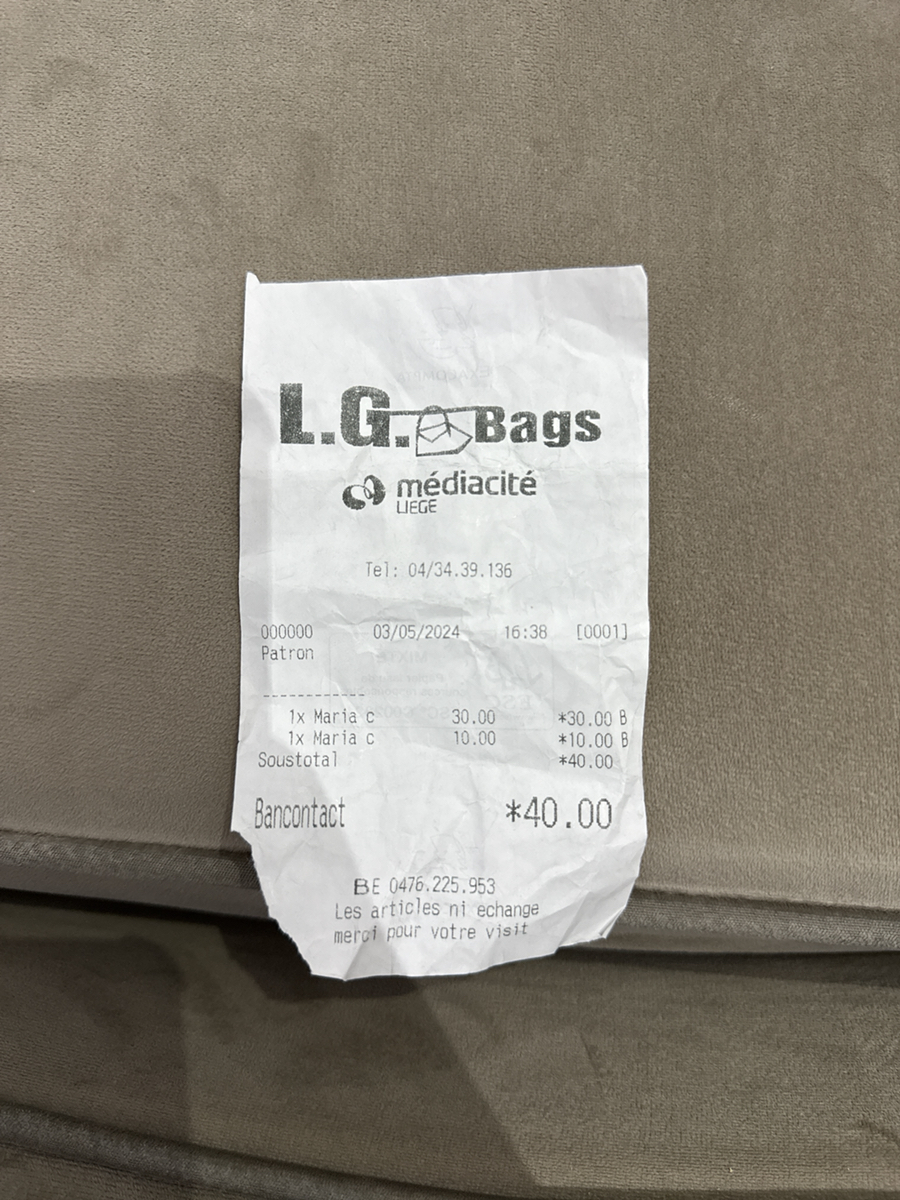 L.G. Bags
médiacité
LIEGE
Tel: 04/34.39.136
000000 03/05/2024 16:38 [0001]
Patron
------------
1x Maria c 30.00 *30.00 B
1x Maria c 10.00 *10.00 B
Soustotal *40.00
Bancontact *40.00
BE 0476.225.953
Les articles ni echange
merci pour votre visit